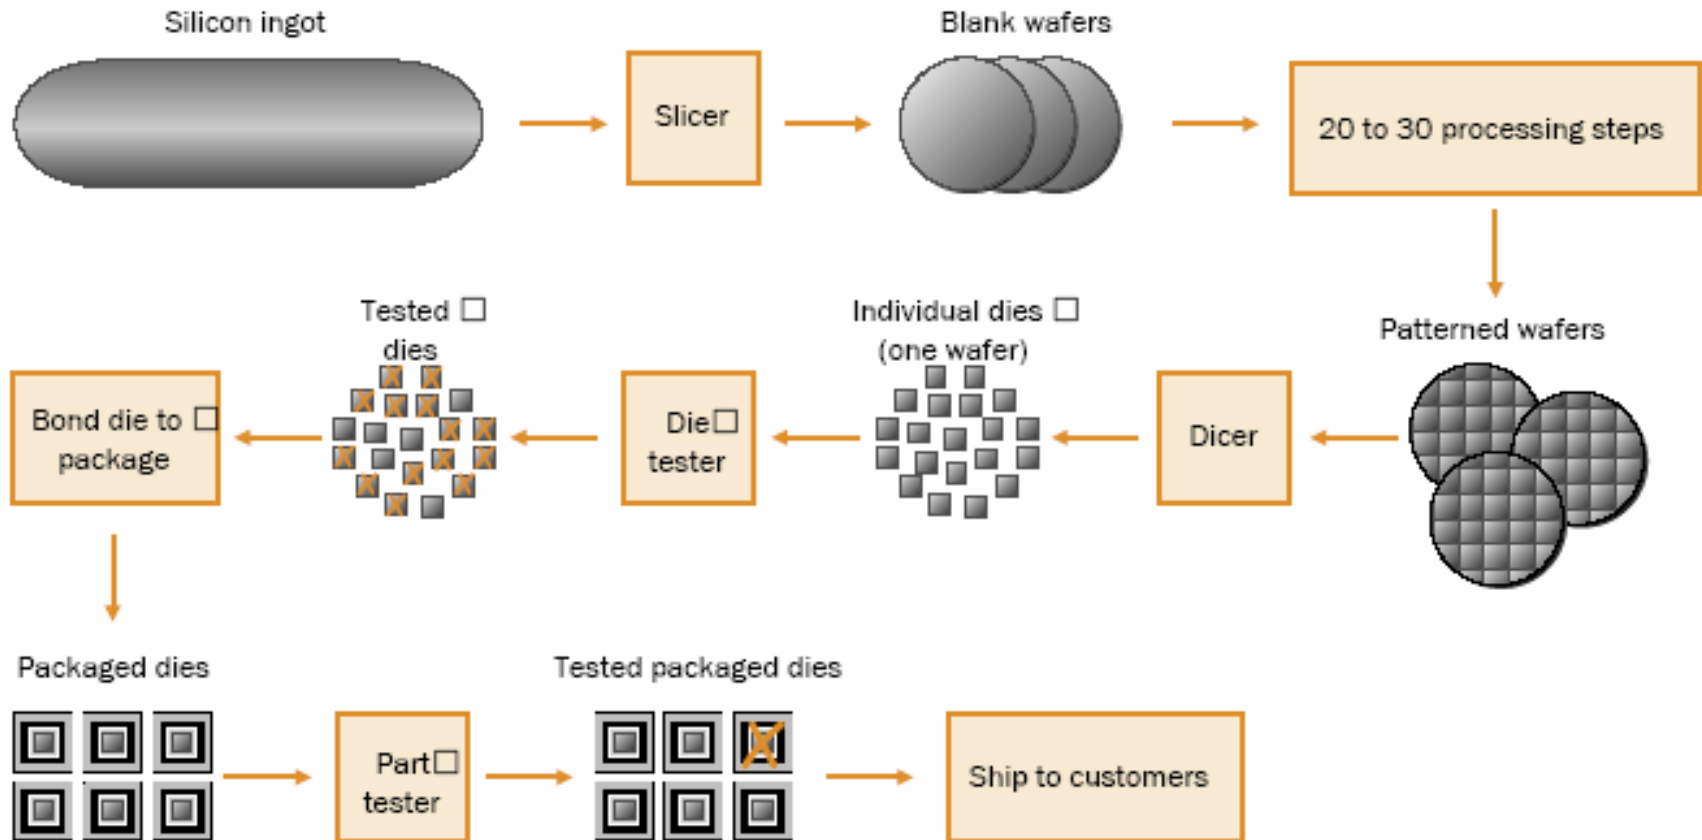 Silicon ingot
Blank wafers
Slicer
20 to 30 processing steps
Tested □
dies
Individual dies □
(one wafer)
Patterned wafers
Bond die to □
package
Die□
tester
Dicer
Packaged dies
Tested packaged dies
Part□
tester
Ship to customers